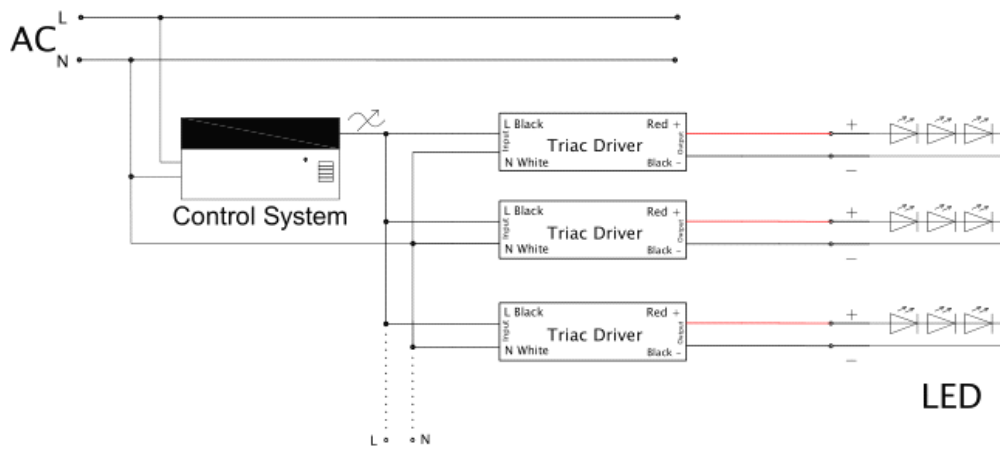 AC
L
N
Control System
L Black
Red +
Input
Triac Driver
Output
N White
Black -
+
−
L Black
Red +
Input
Triac Driver
Output
N White
Black -
+
−
L Black
Red +
Input
Triac Driver
Output
N White
Black -
+
−
LED
L
N